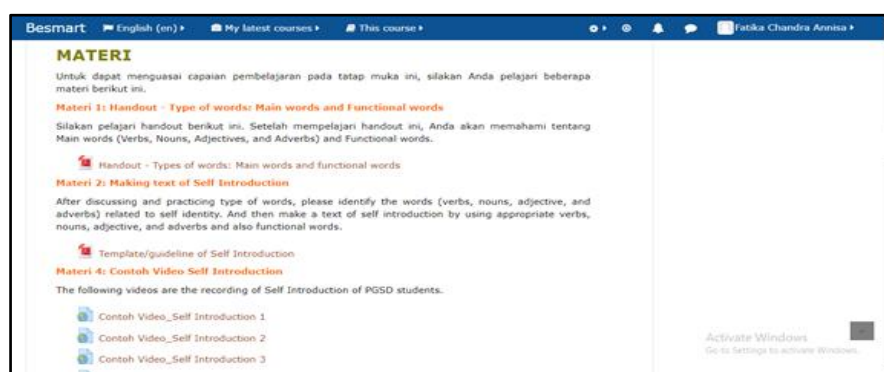 Besmart English (en) My latest courses This course Fatika Chandra Annisa
MATERI
Untuk dapat menguasai capaian pembelajaran pada tatap muka ini, silakan Anda pelajari beberapa
materi berikut ini.
Materi 1: Handout - Type of words: Main words and Functional words
Silakan pelajari handout berikut ini. Setelah mempelajari handout ini, Anda akan memahami tentang
Main words (Verbs, Nouns, Adjectives, and Adverbs) and Functional words.
Handout - Types of words: Main words and functional words
Materi 2: Making text of Self Introduction
After discussing and practicing type of words, please identify the words (verbs, nouns, adjective, and
adverbs) related to self identity. And then make a text of self introduction by using appropriate verbs,
nouns, adjective, and adverbs and also functional words.
Template/guideline of Self Introduction
Materi 4: Contoh Video Self Introduction
The following videos are the recording of Self Introduction of PGSD students.
Contoh Video_Self Introduction 1
Contoh Video_Self Introduction 2
Contoh Video_Self Introduction 3
Activate Windows
Go to Settings to activate Windows.